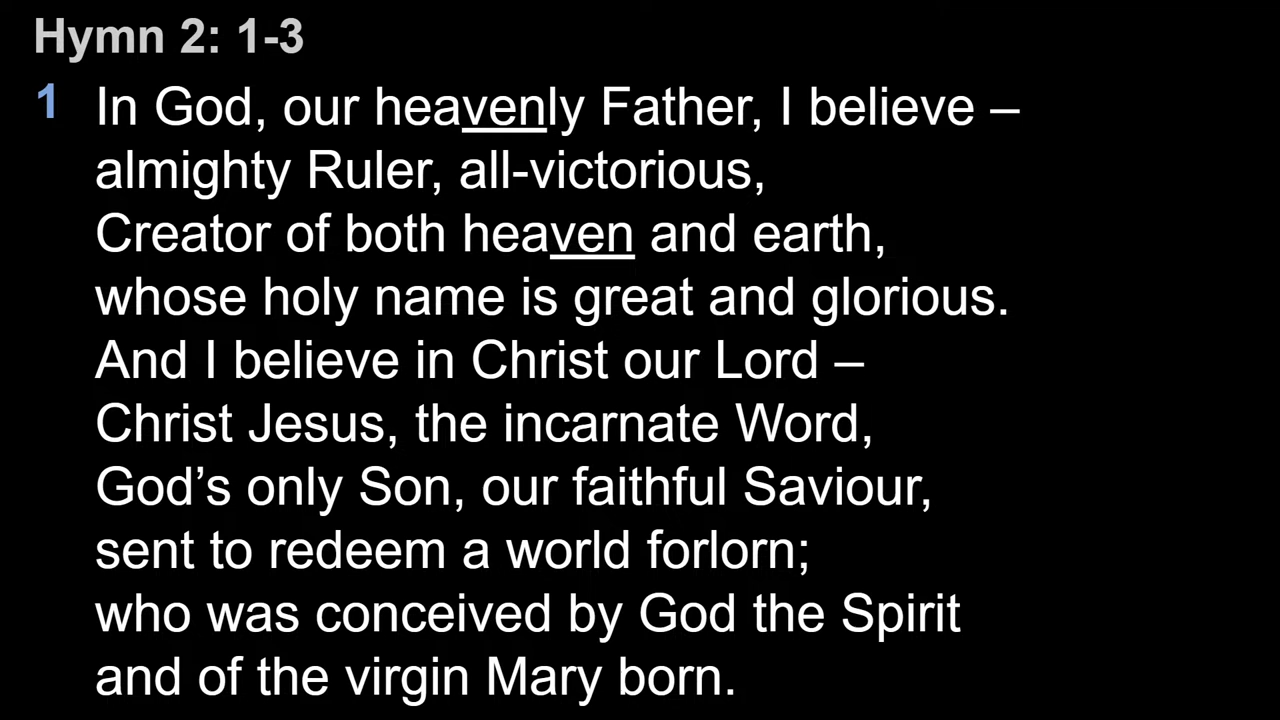 Hymn 2: 1-3
1 In God, our heavenly Father, I believe –
almighty Ruler, all-victorious,
Creator of both heaven and earth,
whose holy name is great and glorious.
And I believe in Christ our Lord –
Christ Jesus, the incarnate Word,
God’s only Son, our faithful Saviour,
sent to redeem a world forlorn;
who was conceived by God the Spirit
and of the virgin Mary born.